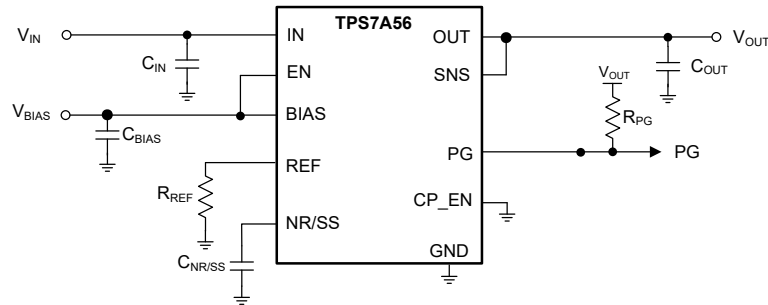 TPS7A56
V_IN
IN
OUT
V_OUT
C_IN
EN
SNS
C_OUT
V_OUT
V_BIAS
BIAS
R_PG
C_BIAS
PG
PG
REF
R_REF
CP_EN
NR/SS
C_NR/SS
GND